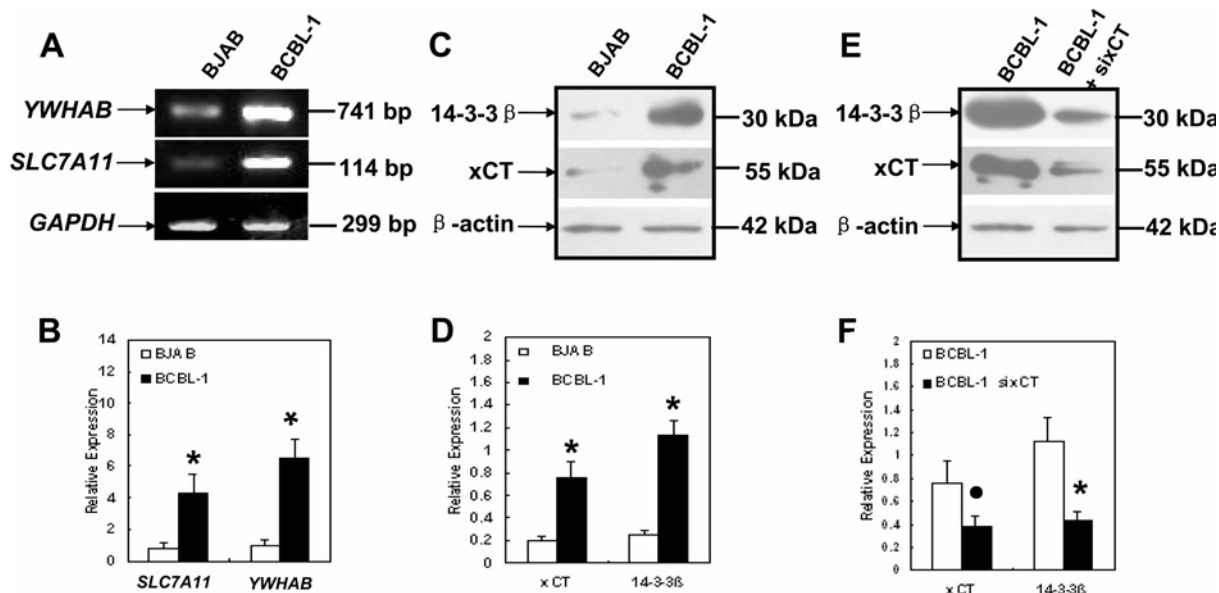 A
BJAB
BCBL-1
YWHAB
741 bp
SLC7A11
114 bp
GAPDH
299 bp
C
BJAB
BCBL-1
14-3-3 β
30 kDa
xCT
55 kDa
β -actin
42 kDa
E
BCBL-1
BCBL-1
+ sixCT
14-3-3 β
30 kDa
xCT
55 kDa
β -actin
42 kDa
B
14
12
10
8
6
4
2
0
Relative Expression
BJA B
BCBL-1
*
*
SLC7A11
YWHAB
D
2
1.8
1.6
1.4
1.2
1
0.8
0.6
0.4
0.2
0
Relative Expression
BJA B
BCBL-1
*
*
x CT
14-3-3ß
F
2
1.8
1.6
1.4
1.2
1
0.8
0.6
0.4
0.2
0
Relative Expression
BCBL-1
BCBL-1 sixCT
●
*
x CT
14-3-3ß